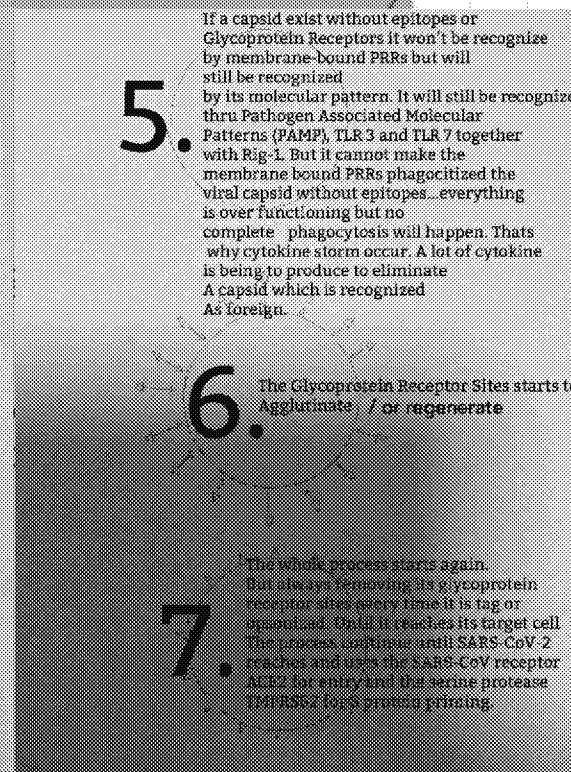 5.
If a capsid exist without epitopes or
Glycoprotein Receptors it won't be recognize
by membrane-bound PRRs but will
still be recognized
by its molecular pattern. It will still be recognize
thru Pathogen Associated Molecular
Patterns (PAMP), TLR 3 and TLR 7 together
with Rig-1. But it cannot make the
membrane bound PRRs phagocitized the
viral capsid without epitopes...everything
is over functioning but no
complete phagocytosis will happen. Thats
why cytokine storm occur. A lot of cytokine
is being to produce to eliminate
A capsid which is recognized
As foreign.
6.
The Glycoprotein Receptor Sites starts to
Agglutinate / or regenerate
7.
The whole process starts again.
But always removing its glycoprotein
receptor sites every time it is tag or
opsonized. Until it reaches its target cell
The process continue until SARS-CoV-2
reaches and uses the SARS-CoV receptor
ACE2 for entry and the serine protease
TMPRSS2 for S protein priming.